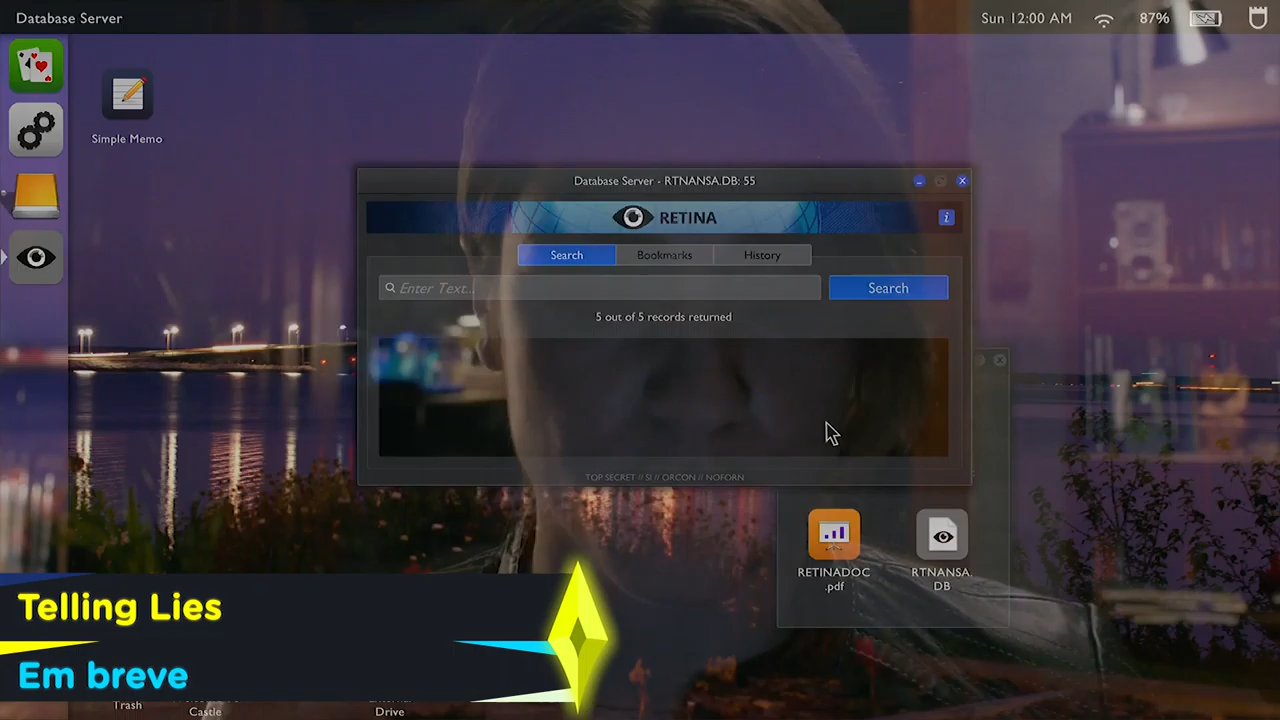 Database Server
Sun 12:00 AM
87%
Simple Memo
Database Server - RTNANSA.DB: 55
RETINA
i
Search
Bookmarks
History
Enter Text...
Search
5 out of 5 records returned
TOP SECRET // SI // ORCON // NOFORN
RETINADOC
.pdf
RTNANSA.
DB
Telling Lies
Em breve
Trash
Castle
Drive